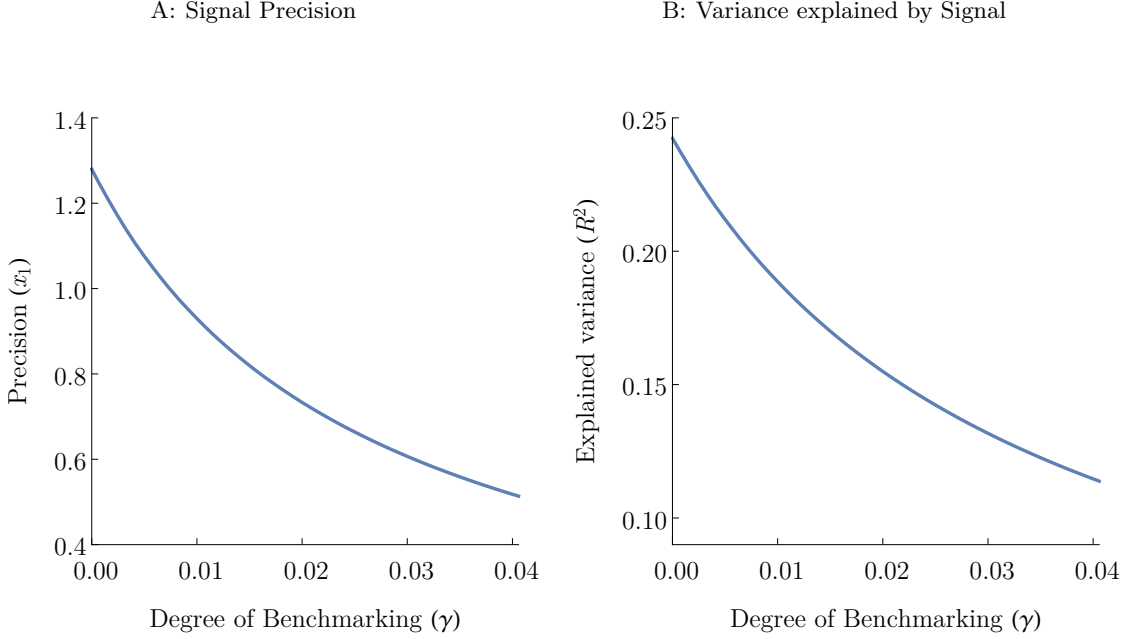 A: Signal Precision
1.4
1.2
1.0
0.8
0.6
0.4
Precision (x₁)
0.00 0.01 0.02 0.03 0.04
Degree of Benchmarking (γ)
B: Variance explained by Signal
0.25
0.20
0.15
0.10
Explained variance (R²)
0.00 0.01 0.02 0.03 0.04
Degree of Benchmarking (γ)